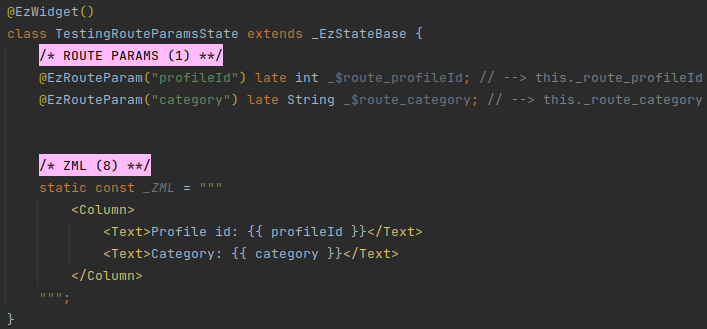 @EzWidget()
class TestingRouteParamsState extends _EzStateBase {
/* ROUTE PARAMS (1) **/
@EzRouteParam("profileId") late int _$route_profileId; // --> this._route_profileId
@EzRouteParam("category") late String _$route_category; // --> this._route_category
/* ZML (8) **/
static const _ZML = """
<Column>
<Text>Profile id: {{ profileId }}</Text>
<Text>Category: {{ category }}</Text>
</Column>
""";
}